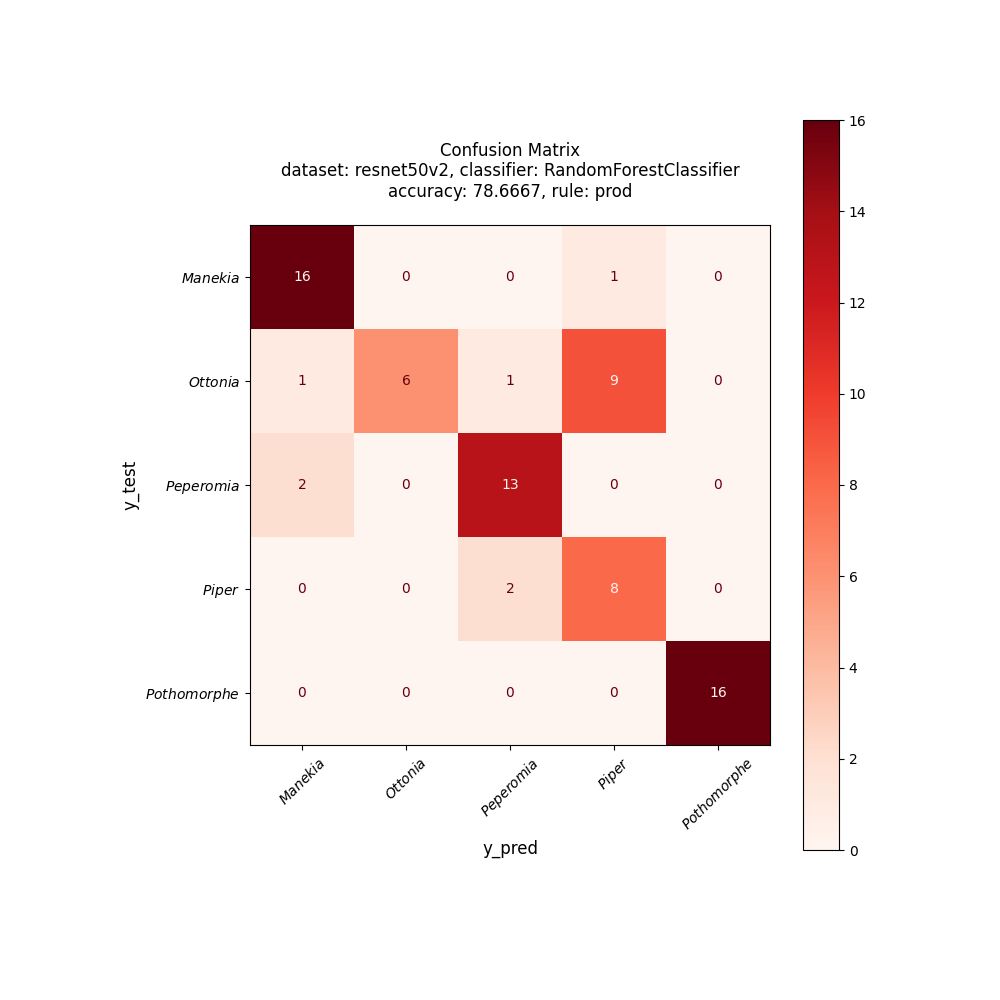 Confusion Matrix
dataset: resnet50v2, classifier: RandomForestClassifier
accuracy: 78.6667, rule: prod
y_test
Manekia 16 0 0 1 0
Ottonia 1 6 1 9 0
Peperomia 2 0 13 0 0
Piper 0 0 2 8 0
Pothomorphe 0 0 0 0 16
Manekia Ottonia Peperomia Piper Pothomorphe
y_pred
16
14
12
10
8
6
4
2
0